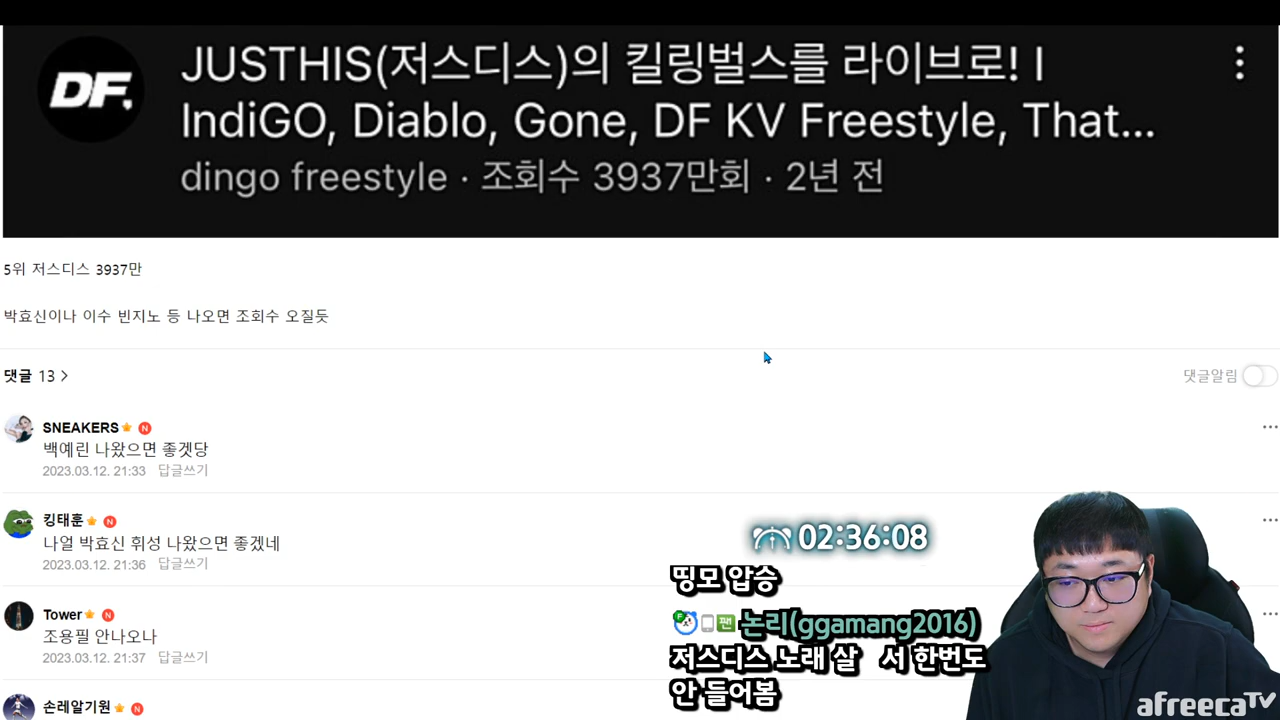 DF.
JUSTHIS(저스디스)의 킬링벌스를 라이브로! I
IndiGO, Diablo, Gone, DF KV Freestyle, That...
dingo freestyle · 조회수 3937만회 · 2년 전
5위 저스디스 3937만
박효신이나 이수 빈지노 등 나오면 조회수 오질듯
댓글 13 >
댓글알림
SNEAKERS N
백예린 나왔으면 좋겟당
2023.03.12. 21:33 답글쓰기
킹태훈 N
나얼 박효신 휘성 나왔으면 좋겠네
2023.03.12. 21:36 답글쓰기
Tower N
조용필 안나오나
2023.03.12. 21:37 답글쓰기
손레알기원 N
02:36:08
띵모 압승
F 팬 논리(ggamang2016)
저스디스 노래 살 서 한번도
안 들어봄
afreecaTV